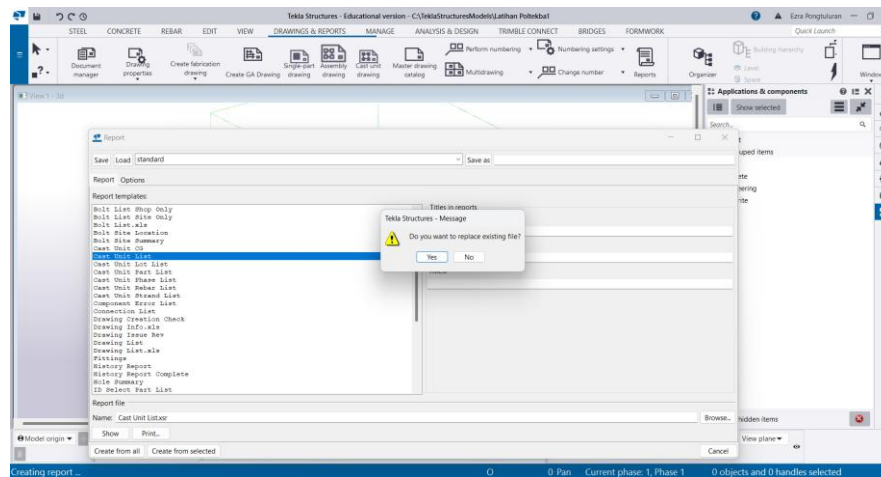 Tekla Structures - Educational version - C:\TeklaStructuresModels\Latihan Poltekba1
Ezra Pongtuluran
STEEL CONCRETE REBAR EDIT VIEW DRAWINGS & REPORTS MANAGE ANALYSIS & DESIGN TRIMBLE CONNECT BRIDGES FORMWORK
Quick Launch
Document manager
Drawing properties
Create fabrication drawing
Create GA Drawing
Single-part drawing
Assembly drawing
Cast unit drawing
Master drawing catalog
Perform numbering
Numbering settings
Multidrawing
Change number
Reports
Organizer
Building hierarchy
Level
Space
Window
View 1 - 3d
Applications & components
Show selected
Search...
Report
Save Load standard Save as
Report Options
Report templates:
Titles in reports
Bolt List Shop Only
Bolt List Site Only
Bolt List.xls
Bolt Site Location
Bolt Site Summary
Cast Unit CG
Cast Unit List
Cast Unit Lot List
Cast Unit Part List
Cast Unit Phase List
Cast Unit Rebar List
Cast Unit Strand List
Component Error List
Connection List
Drawing Creation Check
Drawing Info.xls
Drawing Issue Rev
Drawing List
Drawing List.xls
Fittings
History Report
History Report Complete
Hole Summary
ID Select Part List
Tekla Structures - Message
Do you want to replace existing file?
Yes No
Report file
Name: Cast Unit List.xsr Browse...
Show Print...
Create from all Create from selected Cancel
uped items
hidden items
Model origin
View plane
Creating report ...
O 0 Pan Current phase: 1, Phase 1 0 objects and 0 handles selected